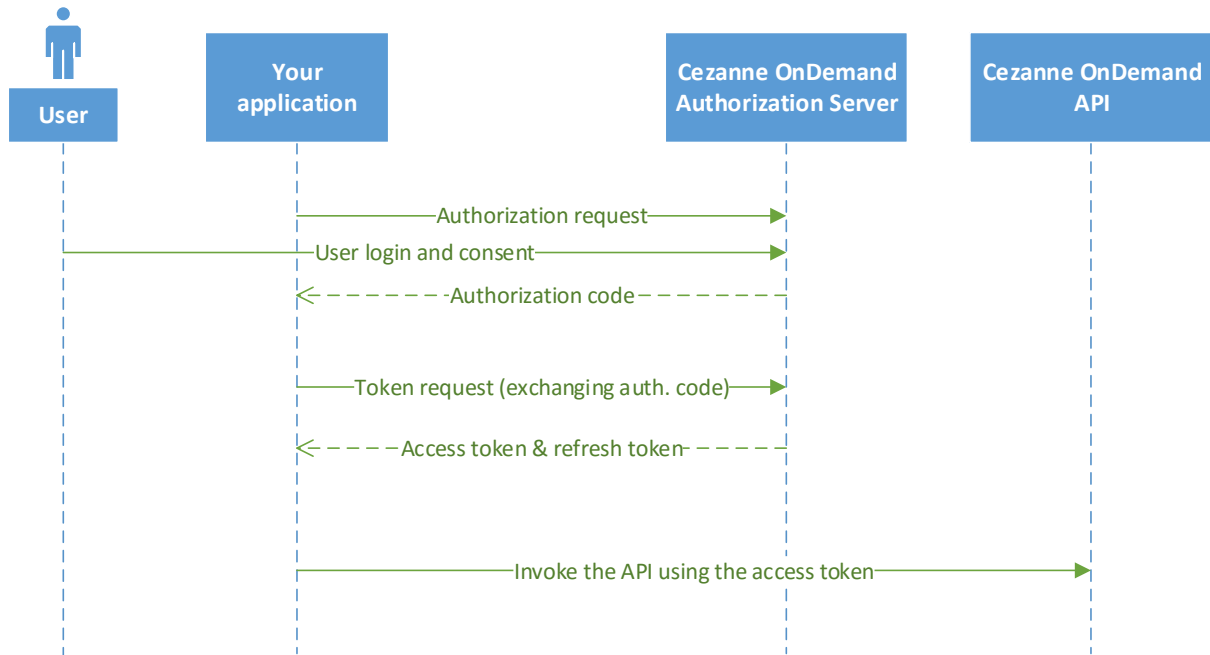 User
Your
application
Cezanne OnDemand
Authorization Server
Cezanne OnDemand
API
Authorization request
User login and consent
Authorization code
Token request (exchanging auth. code)
Access token & refresh token
Invoke the API using the access token